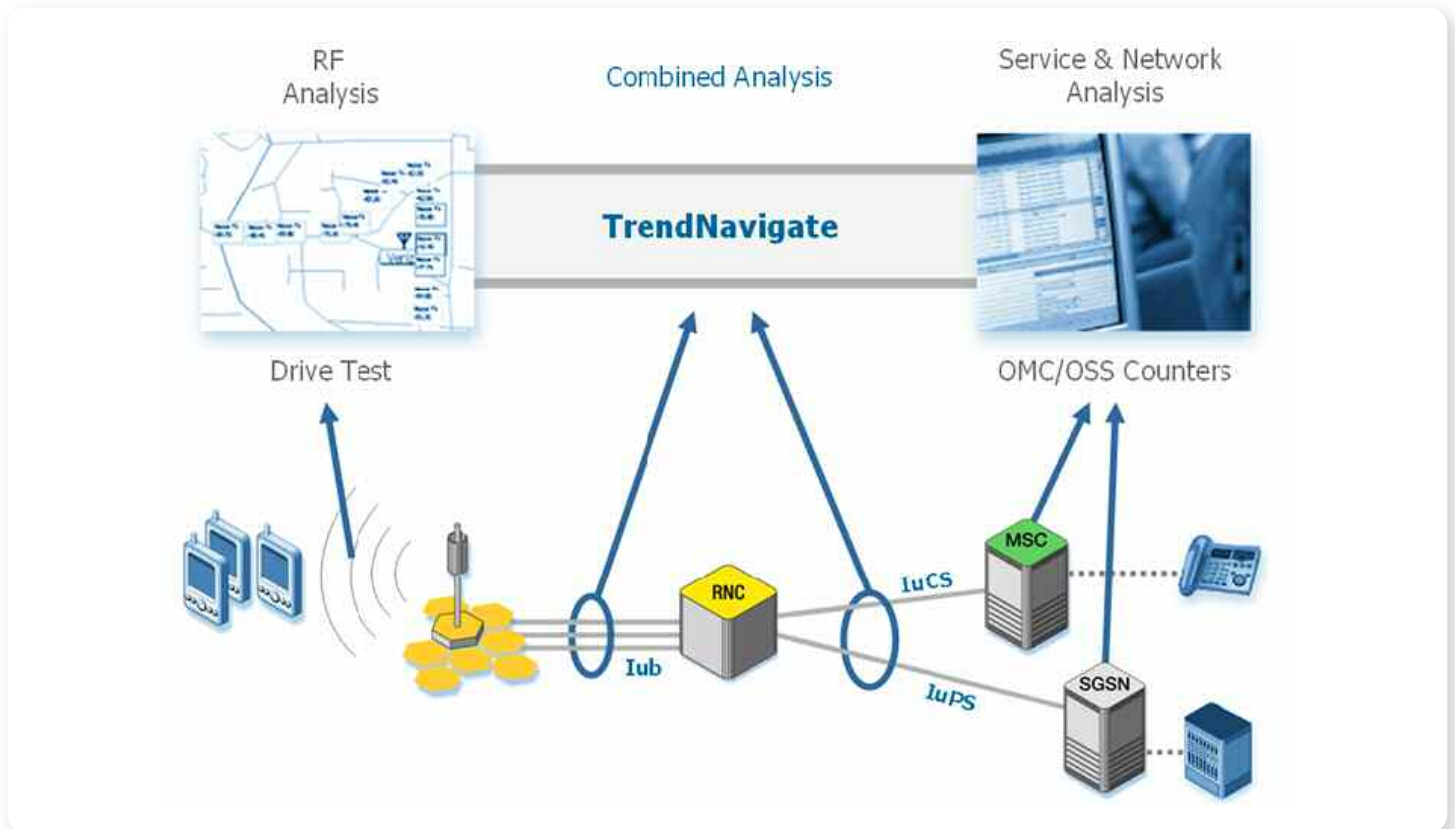 RF
Analysis
Combined Analysis
Service & Network
Analysis
TrendNavigate
Drive Test
OMC/OSS Counters
MSC
IuCS
RNC
Iub
IuPS
SGSN